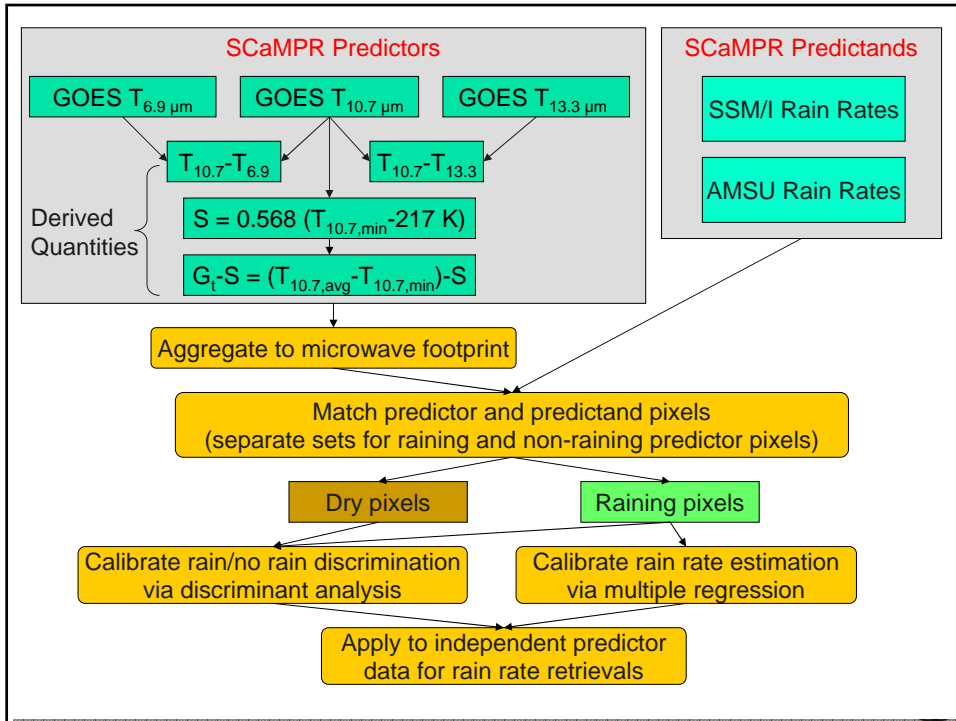 SCaMPR Predictors
GOES T6.9 µm
GOES T10.7 µm
GOES T13.3 µm
T10.7-T6.9
T10.7-T13.3
Derived
Quantities
S = 0.568 (T10.7,min-217 K)
Gt-S = (T10.7,avg-T10.7,min)-S
SCaMPR Predictands
SSM/I Rain Rates
AMSU Rain Rates
Aggregate to microwave footprint
Match predictor and predictand pixels
(separate sets for raining and non-raining predictor pixels)
Dry pixels
Raining pixels
Calibrate rain/no rain discrimination
via discriminant analysis
Calibrate rain rate estimation
via multiple regression
Apply to independent predictor
data for rain rate retrievals